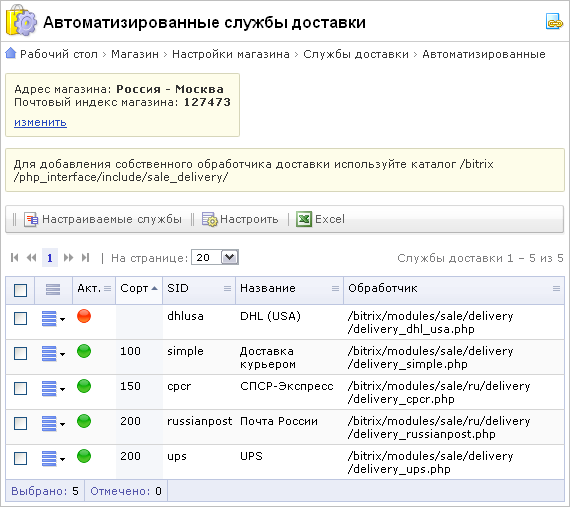 Автоматизированные службы доставки
Рабочий стол › Магазин › Настройки магазина › Службы доставки › Автоматизированные
Адрес магазина: Россия - Москва
Почтовый индекс магазина: 127473
изменить
Для добавления собственного обработчика доставки используйте каталог /bitrix
/php_interface/include/sale_delivery/
Настраиваемые службы Настроить Excel
1 На странице: 20 Службы доставки 1 – 5 из 5
Акт. Сорт SID Название Обработчик
dhlusa DHL (USA) /bitrix/modules/sale/delivery
/delivery_dhl_usa.php
100 simple Доставка /bitrix/modules/sale/delivery
курьером /delivery_simple.php
150 cpcr СПСР-Экспресс /bitrix/modules/sale/ru/delivery
/delivery_cpcr.php
200 russianpost Почта России /bitrix/modules/sale/ru/delivery
/delivery_russianpost.php
200 ups UPS /bitrix/modules/sale/delivery
/delivery_ups.php
Выбрано: 5 Отмечено: 0